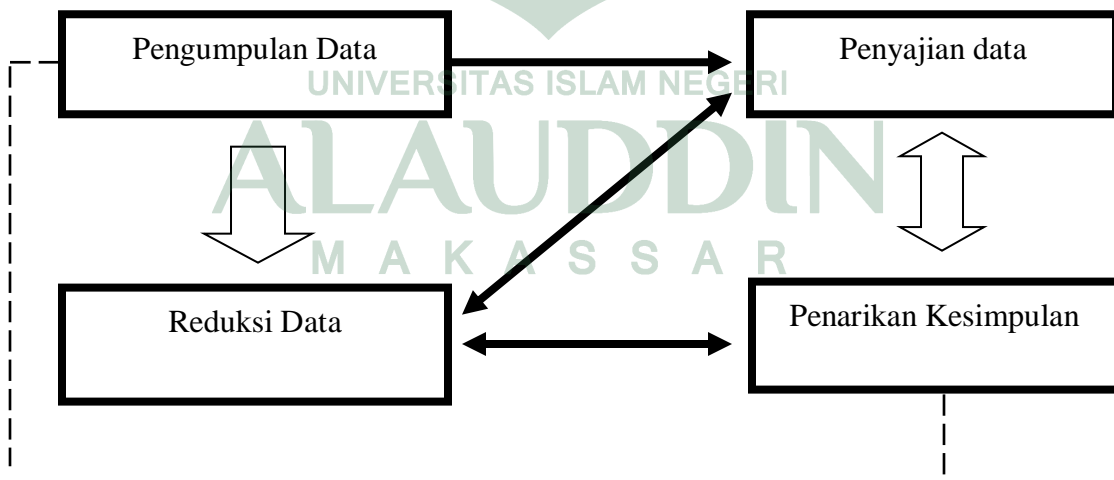 Pengumpulan Data
Penyajian data
UNIVERSITAS ISLAM NEGERI
ALAUDDIN
MAKASSAR
Reduksi Data
Penarikan Kesimpulan